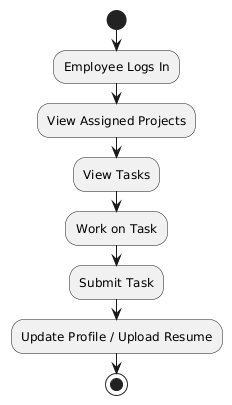 Employee Logs In
View Assigned Projects
View Tasks
Work on Task
Submit Task
Update Profile / Upload Resume